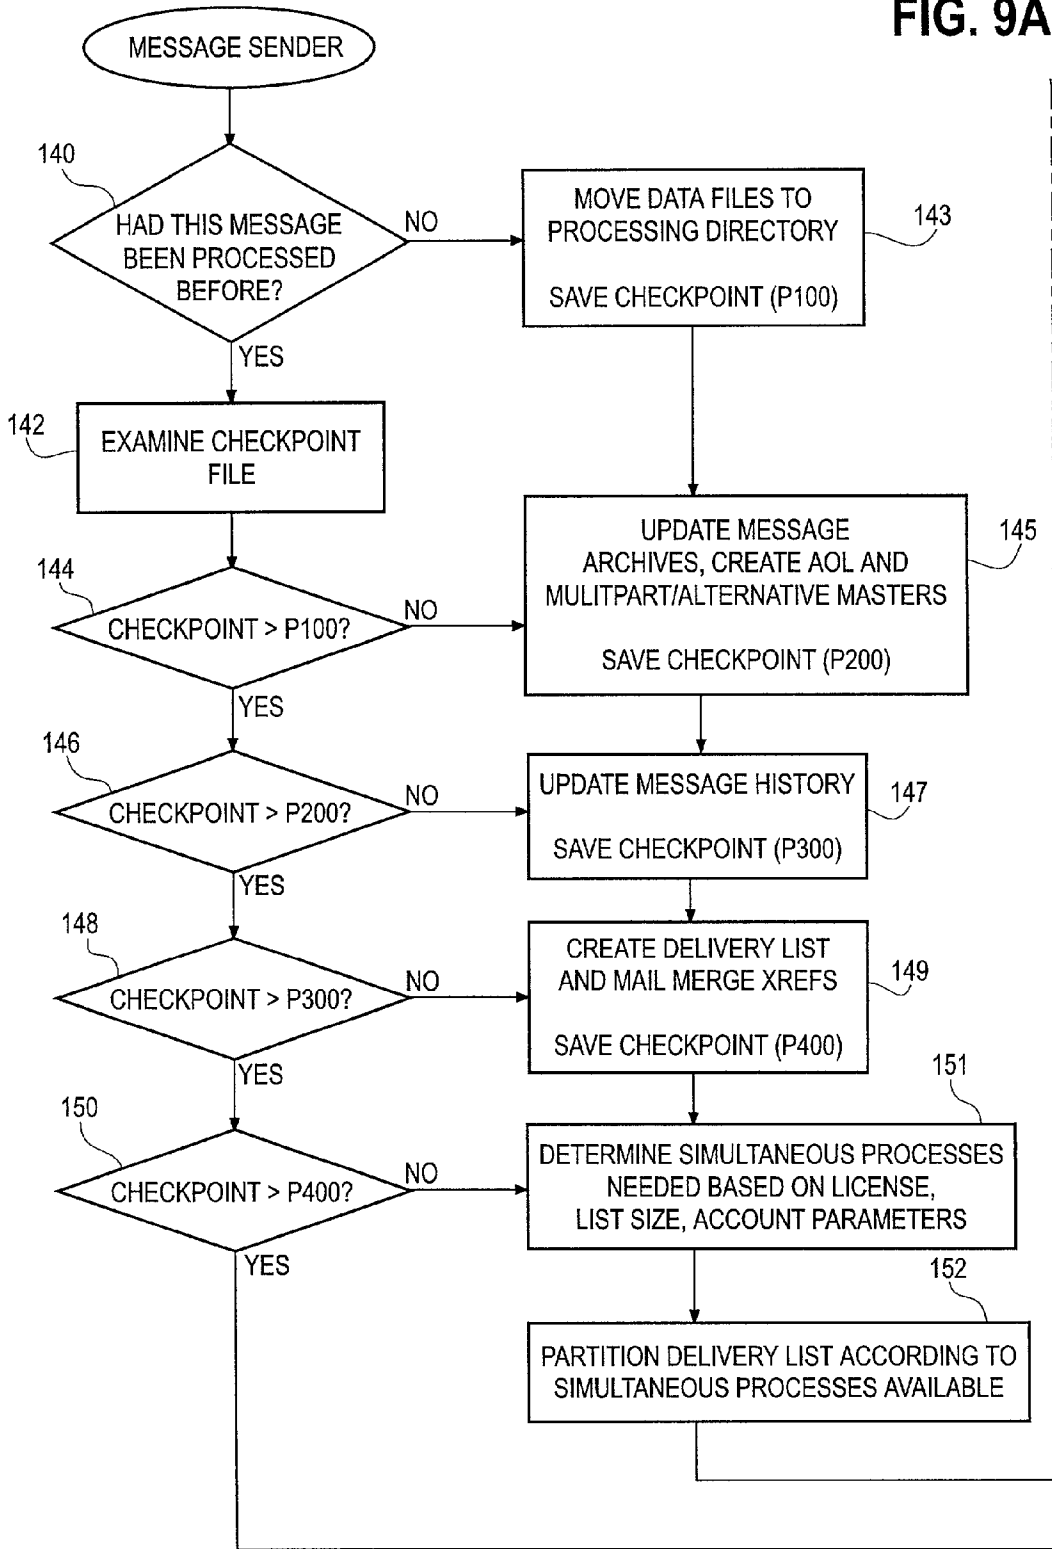 FIG. 9A
MESSAGE SENDER
140
HAD THIS MESSAGE
BEEN PROCESSED
BEFORE?
NO
YES
MOVE DATA FILES TO
PROCESSING DIRECTORY
SAVE CHECKPOINT (P100)
143
142
EXAMINE CHECKPOINT
FILE
144
CHECKPOINT > P100?
NO
YES
UPDATE MESSAGE
ARCHIVES, CREATE AOL AND
MULITPART/ALTERNATIVE MASTERS
SAVE CHECKPOINT (P200)
145
146
CHECKPOINT > P200?
NO
YES
UPDATE MESSAGE HISTORY
SAVE CHECKPOINT (P300)
147
148
CHECKPOINT > P300?
NO
YES
CREATE DELIVERY LIST
AND MAIL MERGE XREFS
SAVE CHECKPOINT (P400)
149
150
CHECKPOINT > P400?
NO
YES
151
DETERMINE SIMULTANEOUS PROCESSES
NEEDED BASED ON LICENSE,
LIST SIZE, ACCOUNT PARAMETERS
152
PARTITION DELIVERY LIST ACCORDING TO
SIMULTANEOUS PROCESSES AVAILABLE